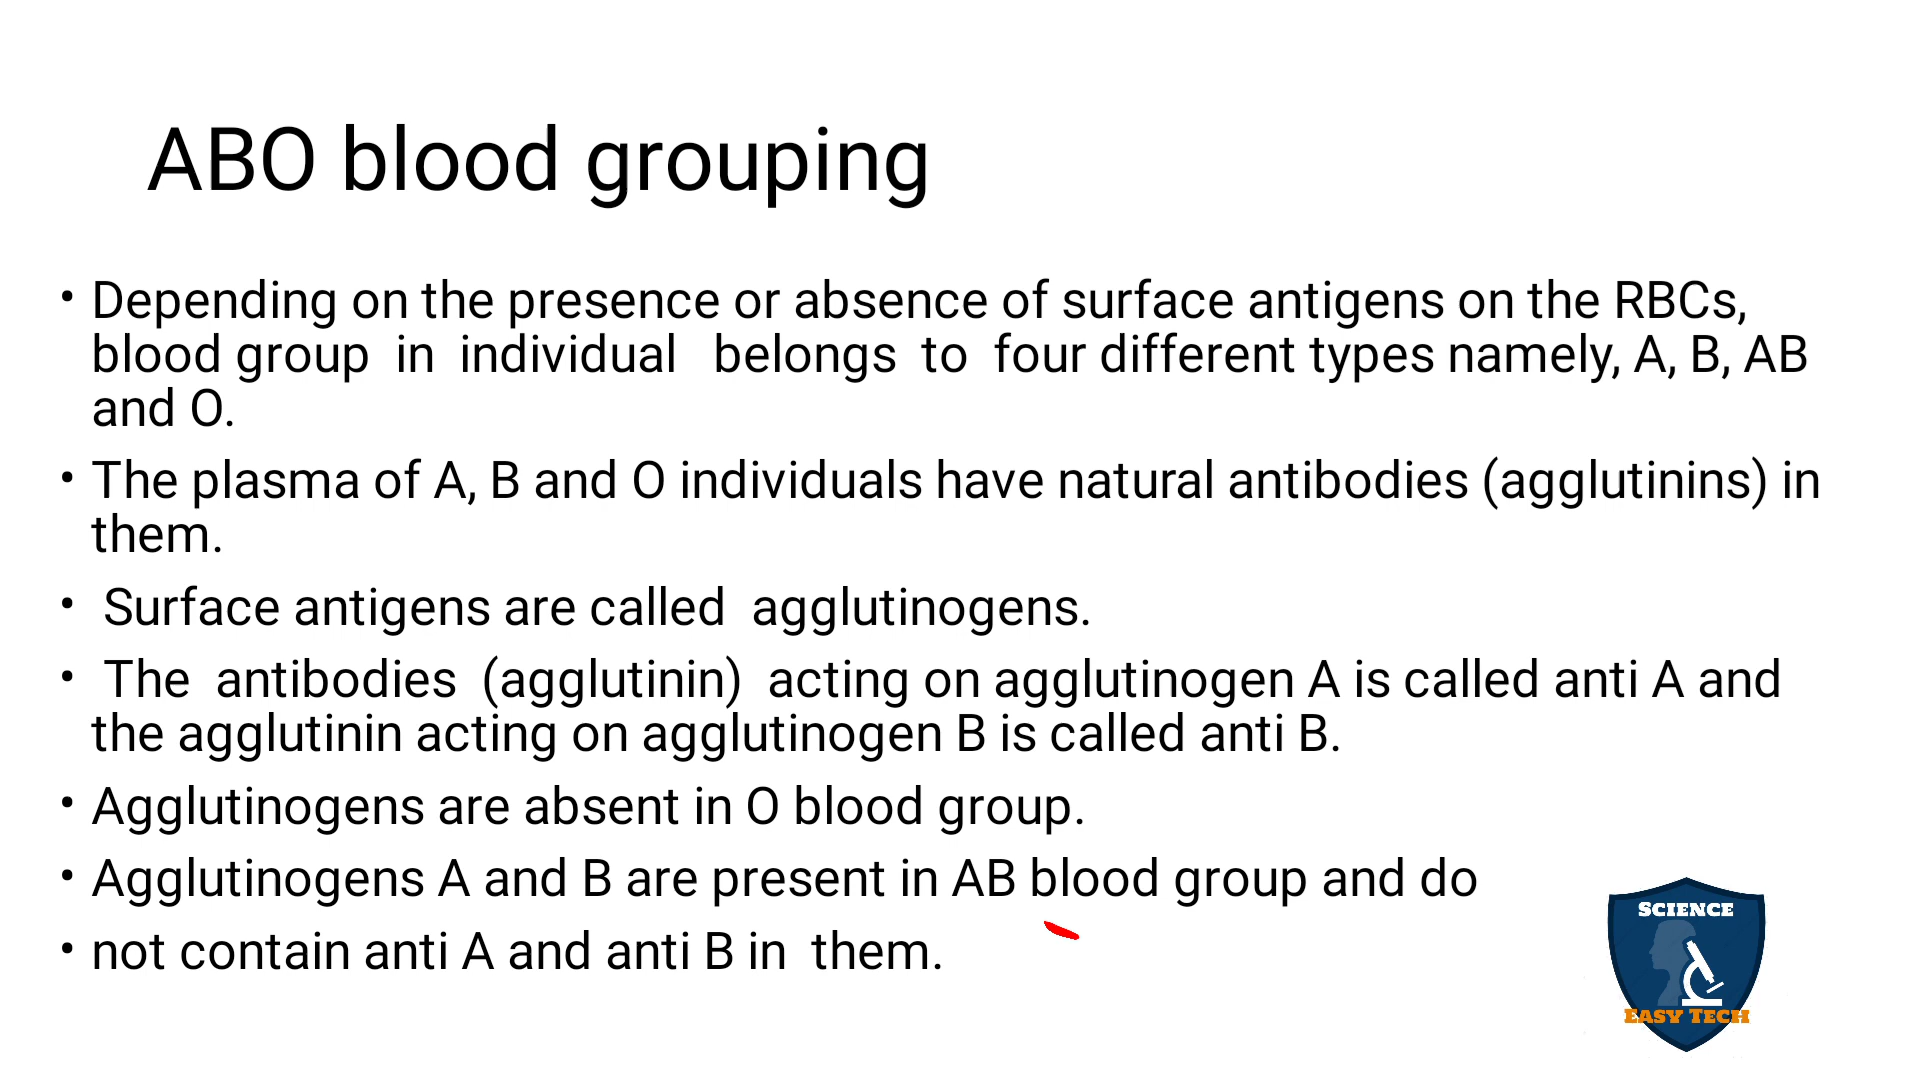 ABO blood grouping
• Depending on the presence or absence of surface antigens on the RBCs,
blood group in individual belongs to four different types namely, A, B, AB
and O.
• The plasma of A, B and O individuals have natural antibodies (agglutinins) in
them.
• Surface antigens are called agglutinogens.
• The antibodies (agglutinin) acting on agglutinogen A is called anti A and
the agglutinin acting on agglutinogen B is called anti B.
• Agglutinogens are absent in O blood group.
• Agglutinogens A and B are present in AB blood group and do
• not contain anti A and anti B in them.
SCIENCE
EASY TECH